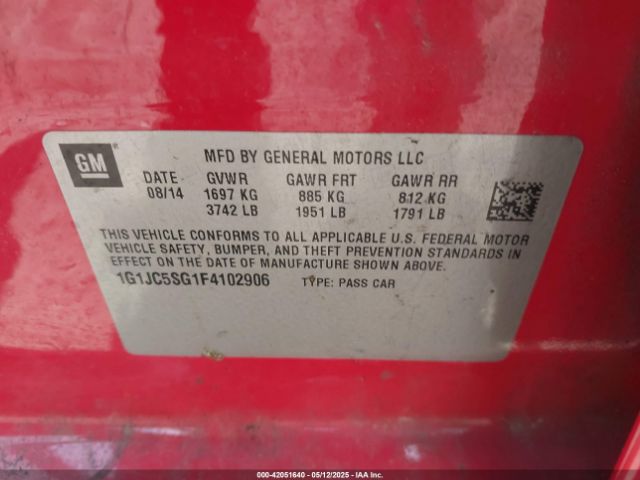 GM
MFD BY GENERAL MOTORS LLC
DATE GVWR GAWR FRT GAWR RR
08/14 1697 KG 885 KG 812 KG
3742 LB 1951 LB 1791 LB
THIS VEHICLE CONFORMS TO ALL APPLICABLE U.S. FEDERAL MOTOR
VEHICLE SAFETY, BUMPER, AND THEFT PREVENTION STANDARDS IN
EFFECT ON THE DATE OF MANUFACTURE SHOWN ABOVE.
1G1JC5SG1F4102906 TYPE: PASS CAR
000-42051640 - 05/12/2025 - IAA Inc.